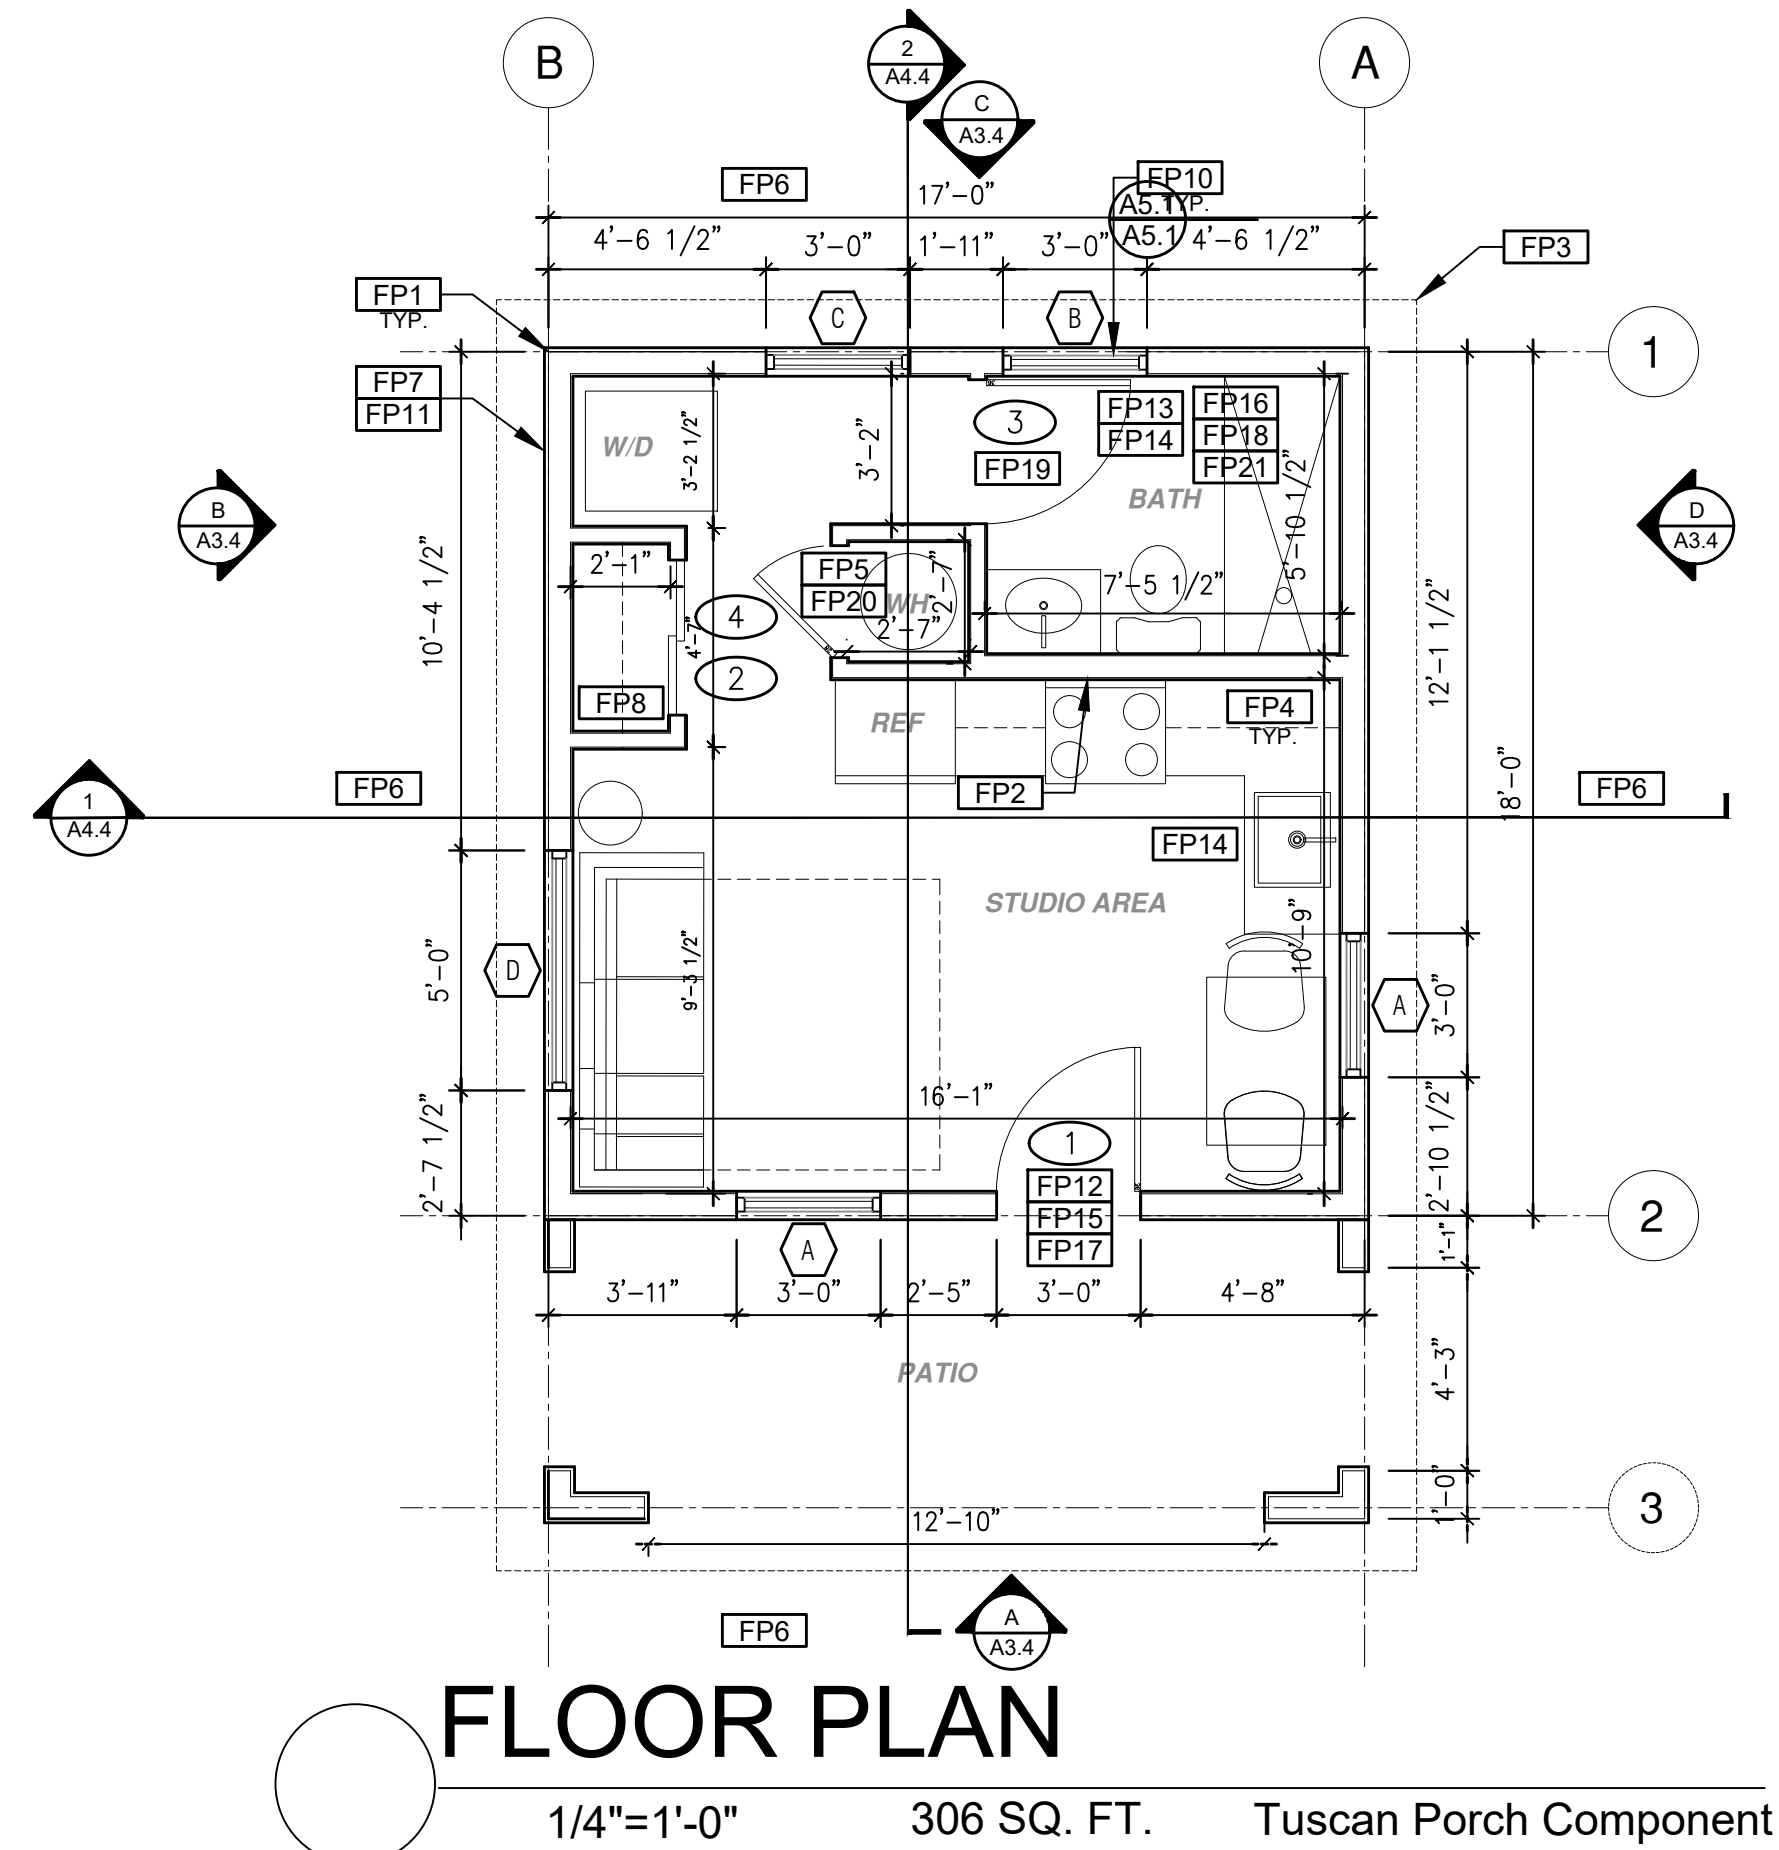 B
2
A4.4
A
C
A3.4
FP6
17’–0”
FP10
TYP.
A5.1
A5.1
4’–6 1/2”
3’–0”
1’–11”
3’–0”
4’–6 1/2”
FP3
FP1
TYP.
C
B
1
FP7
FP11
W/D
3’–2 1/2”
3’–2”
3
FP19
FP13
FP14
FP16
FP18
FP21
BATH
5’–10 1/2”
B
A3.4
D
A3.4
10’–4 1/2”
2’–1”
FP5
FP20
WH
2’–7”
2’–7”
7’–5 1/2”
12’–1 1/2”
4
4’–7”
2
FP8
REF
FP4
TYP.
18’–0”
1
A4.4
FP6
FP2
FP6
FP14
STUDIO AREA
10’–9”
5’–0”
D
9’–3 1/2”
A
3’–0”
16’–1”
2’–7 1/2”
2’–10 1/2”
1
FP12
FP15
FP17
2
A
1’–1”
3’–11”
3’–0”
2’–5”
3’–0”
4’–8”
PATIO
4’–3”
12’–10”
1’–0”
3
FP6
A
A3.4
FLOOR PLAN
1/4"=1'-0"
306 SQ. FT.
Tuscan Porch Component